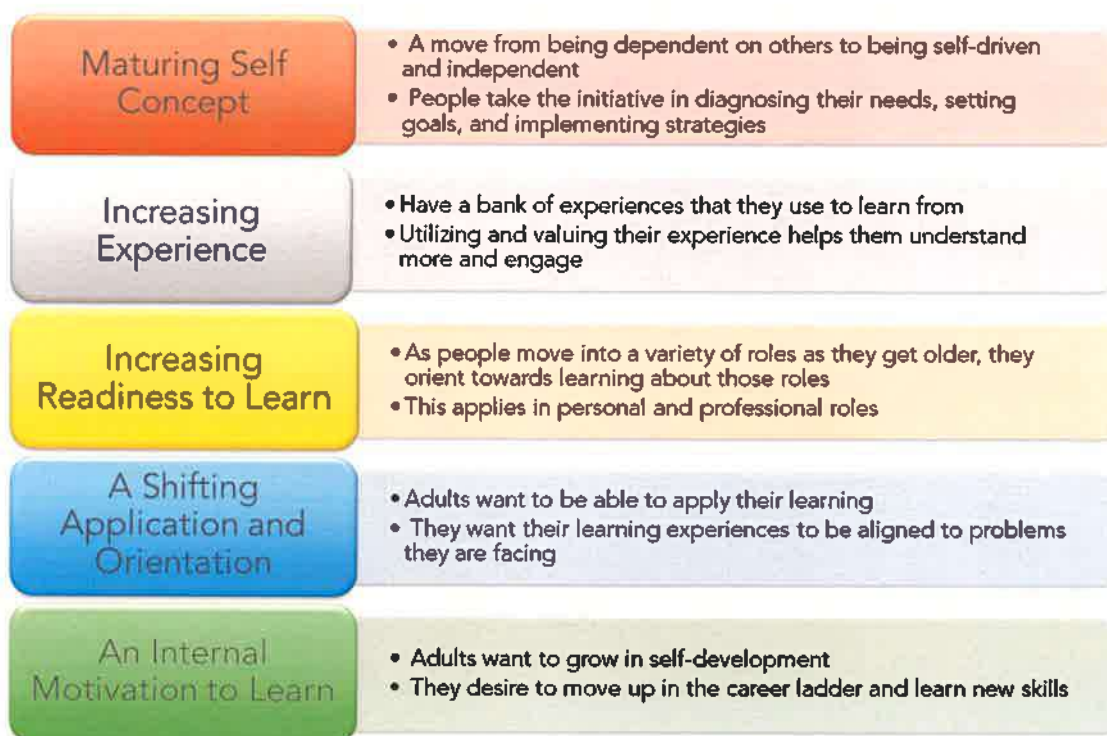 Maturing Self
Concept
• A move from being dependent on others to being self-driven
and independent
• People take the initiative in diagnosing their needs, setting
goals, and implementing strategies
Increasing
Experience
• Have a bank of experiences that they use to learn from
• Utilizing and valuing their experience helps them understand
more and engage
Increasing
Readiness to Learn
• As people move into a variety of roles as they get older, they
orient towards learning about those roles
• This applies in personal and professional roles
A Shifting
Application and
Orientation
• Adults want to be able to apply their learning
• They want their learning experiences to be aligned to problems
they are facing
An Internal
Motivation to Learn
• Adults want to grow in self-development
• They desire to move up in the career ladder and learn new skills